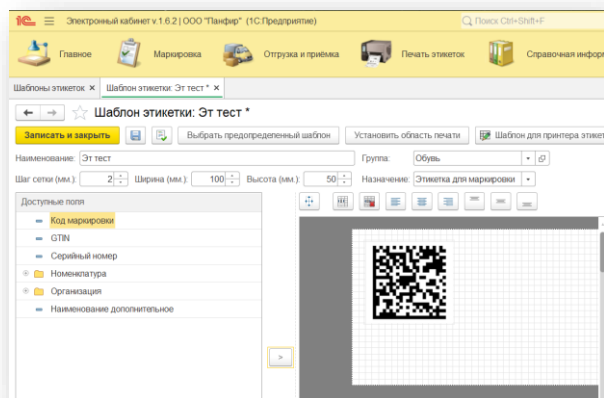 1С Электронный кабинет v.1.6.2 | ООО "Панфир" (1С:Предприятие) Поиск Ctrl+Shift+F
Главное Маркировка Отгрузка и приёмка Печать этикеток Справочная информ
Шаблоны этикеток × Шаблон этикетки: Эт тест * ×
Шаблон этикетки: Эт тест *
Записать и закрыть Выбрать предопределенный шаблон Установить область печати Шаблон для принтера этикет
Наименование: Эт тест Группа: Обувь
Шаг сетки (мм.): 2 Ширина (мм.): 100 Высота (мм.): 50 Назначение: Этикетка для маркировки
Доступные поля
Код маркировки
GTIN
Серийный номер
Номенклатура
Организация
Наименование дополнительное
>